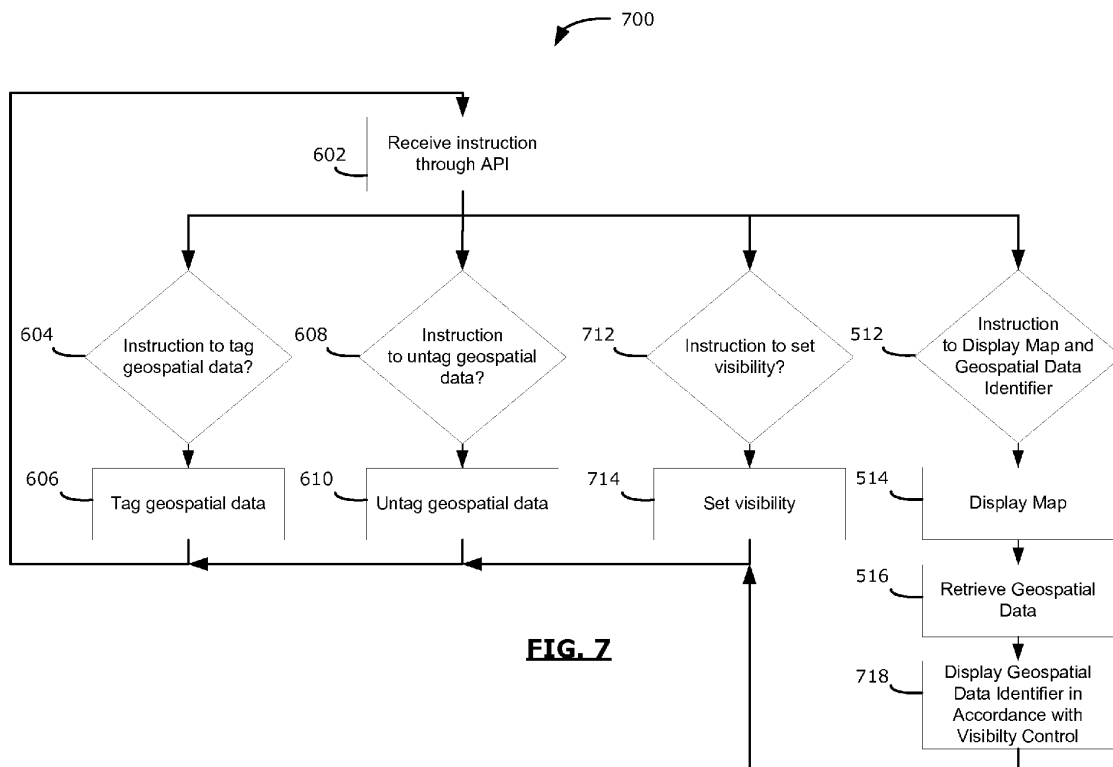 700
Receive instruction
through API
602
604
Instruction to tag
geospatial data?
608
Instruction
to untag geospatial
data?
712
Instruction to set
visibility?
512
Instruction
to Display Map and
Geospatial Data
Identifier
606
Tag geospatial data
610
Untag geospatial data
714
Set visibility
514
Display Map
516
Retrieve Geospatial
Data
FIG. 7
718
Display Geospatial
Data Identifier in
Accordance with
Visibilty Control